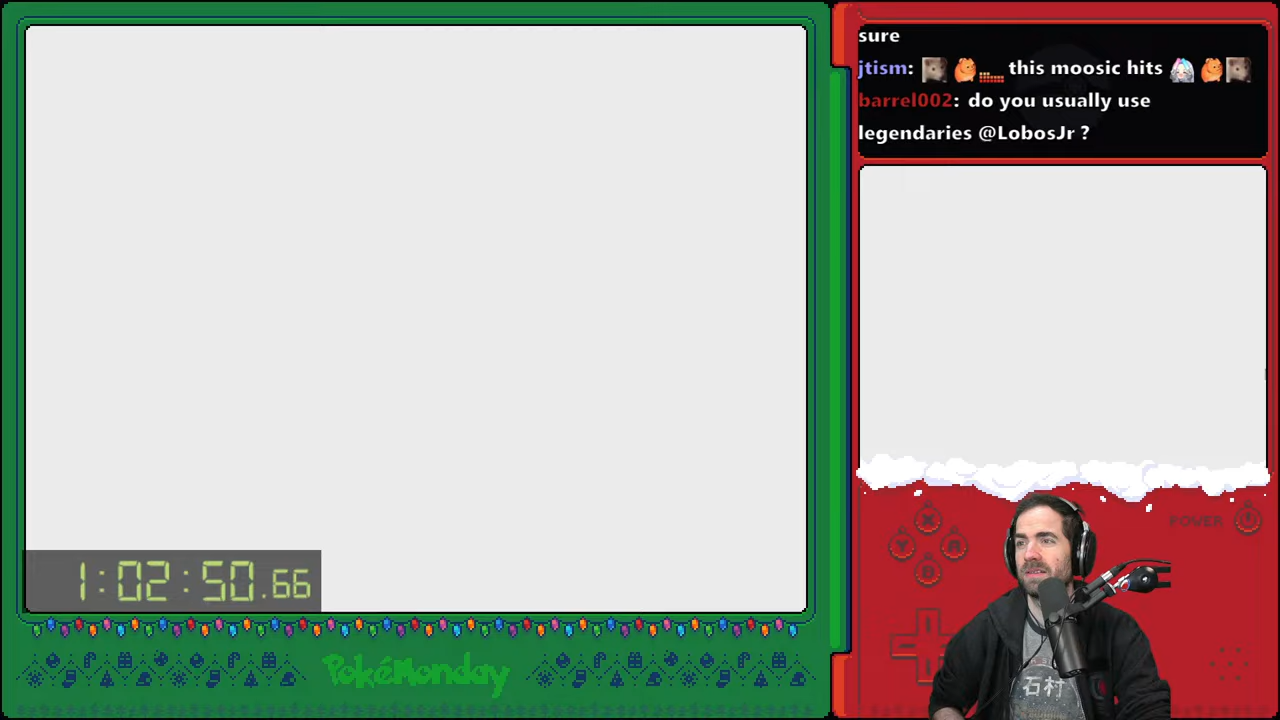 sure
jtism: this moosic hits
barrel002: do you usually use
legendaries @LobosJr ?
1:02:50.66
POWER
X
Y
A
B
石村
PokéMonday